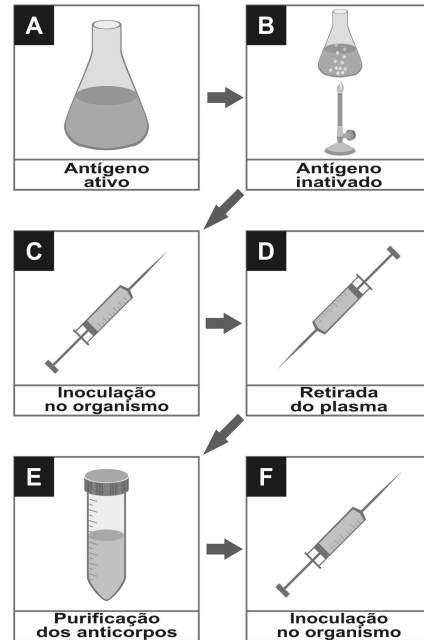 A
Antígeno
ativo
B
Antígeno
inativado
C
Inoculação
no organismo
D
Retirada
do plasma
E
Purificação
dos anticorpos
F
Inoculação
no organismo